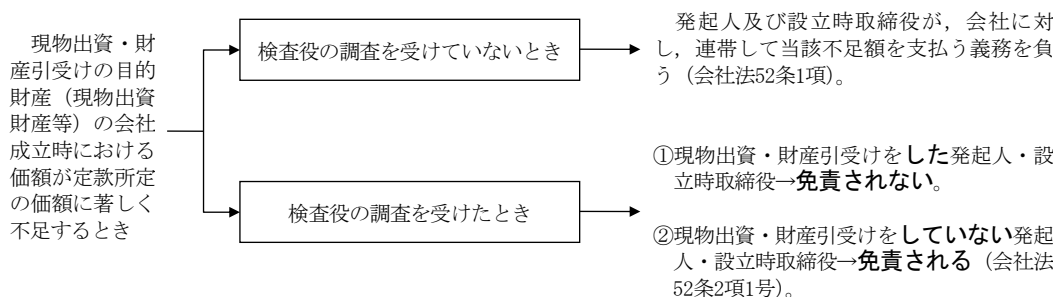 現物出資・財
産引受けの目的
財産（現物出資
財産等）の会社
成立時における
価額が定款所定
の価額に著しく
不足するとき
検査役の調査を受けていないとき
発起人及び設立時取締役が，会社に対
し，連帯して当該不足額を支払う義務を負
う（会社法52条1項）。
検査役の調査を受けたとき
①現物出資・財産引受けをした発起人・設
立時取締役→免責されない。
②現物出資・財産引受けをしていない発起
人・設立時取締役→免責される（会社法
52条2項1号）。